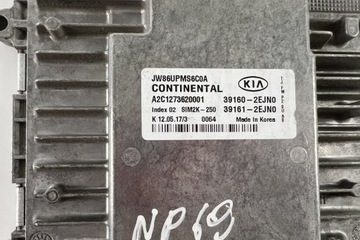 JW86UPMS6C0A
CONTINENTAL KIA
A2C1273620001 39160-2EJN0
Index 02 SIM2K-250 39161-2EJN0
K 12.05.17/3 0064 Made in Korea
NP69